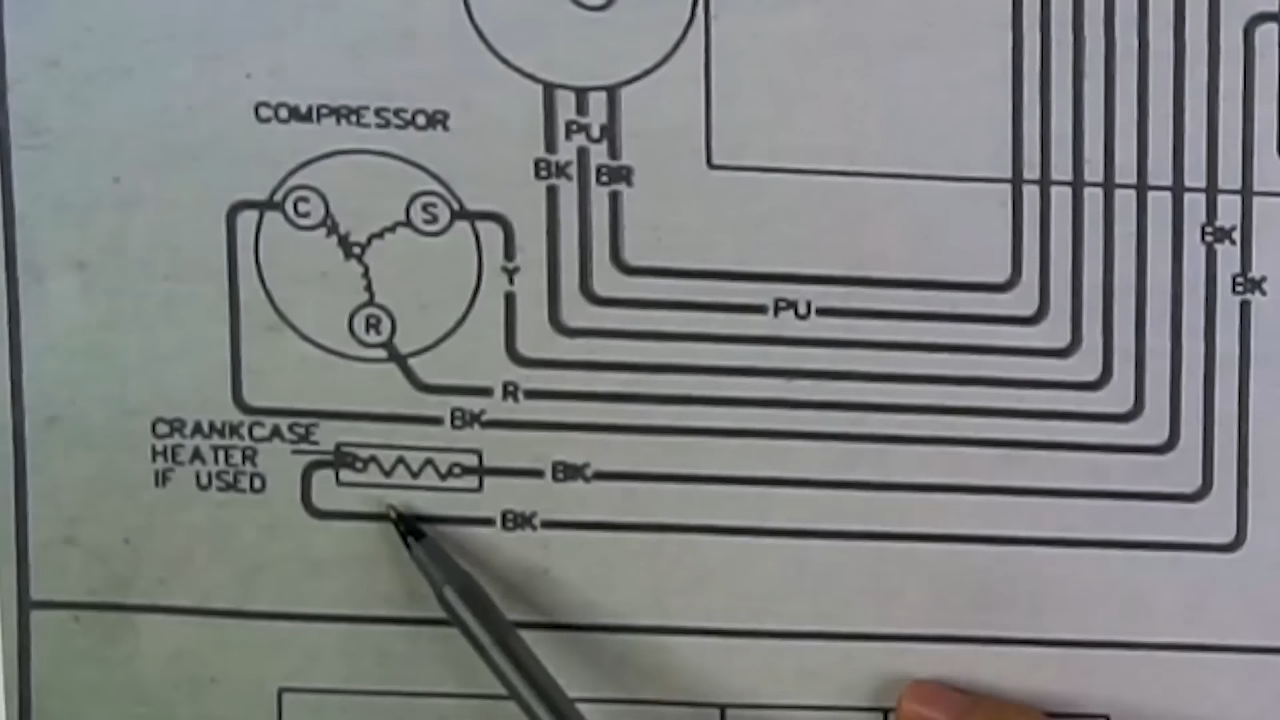 COMPRESSOR
PU
BK BR
C S
Y
BK
BK
PU
R
R
BK
CRANKCASE
HEATER
IF USED
BK
BK